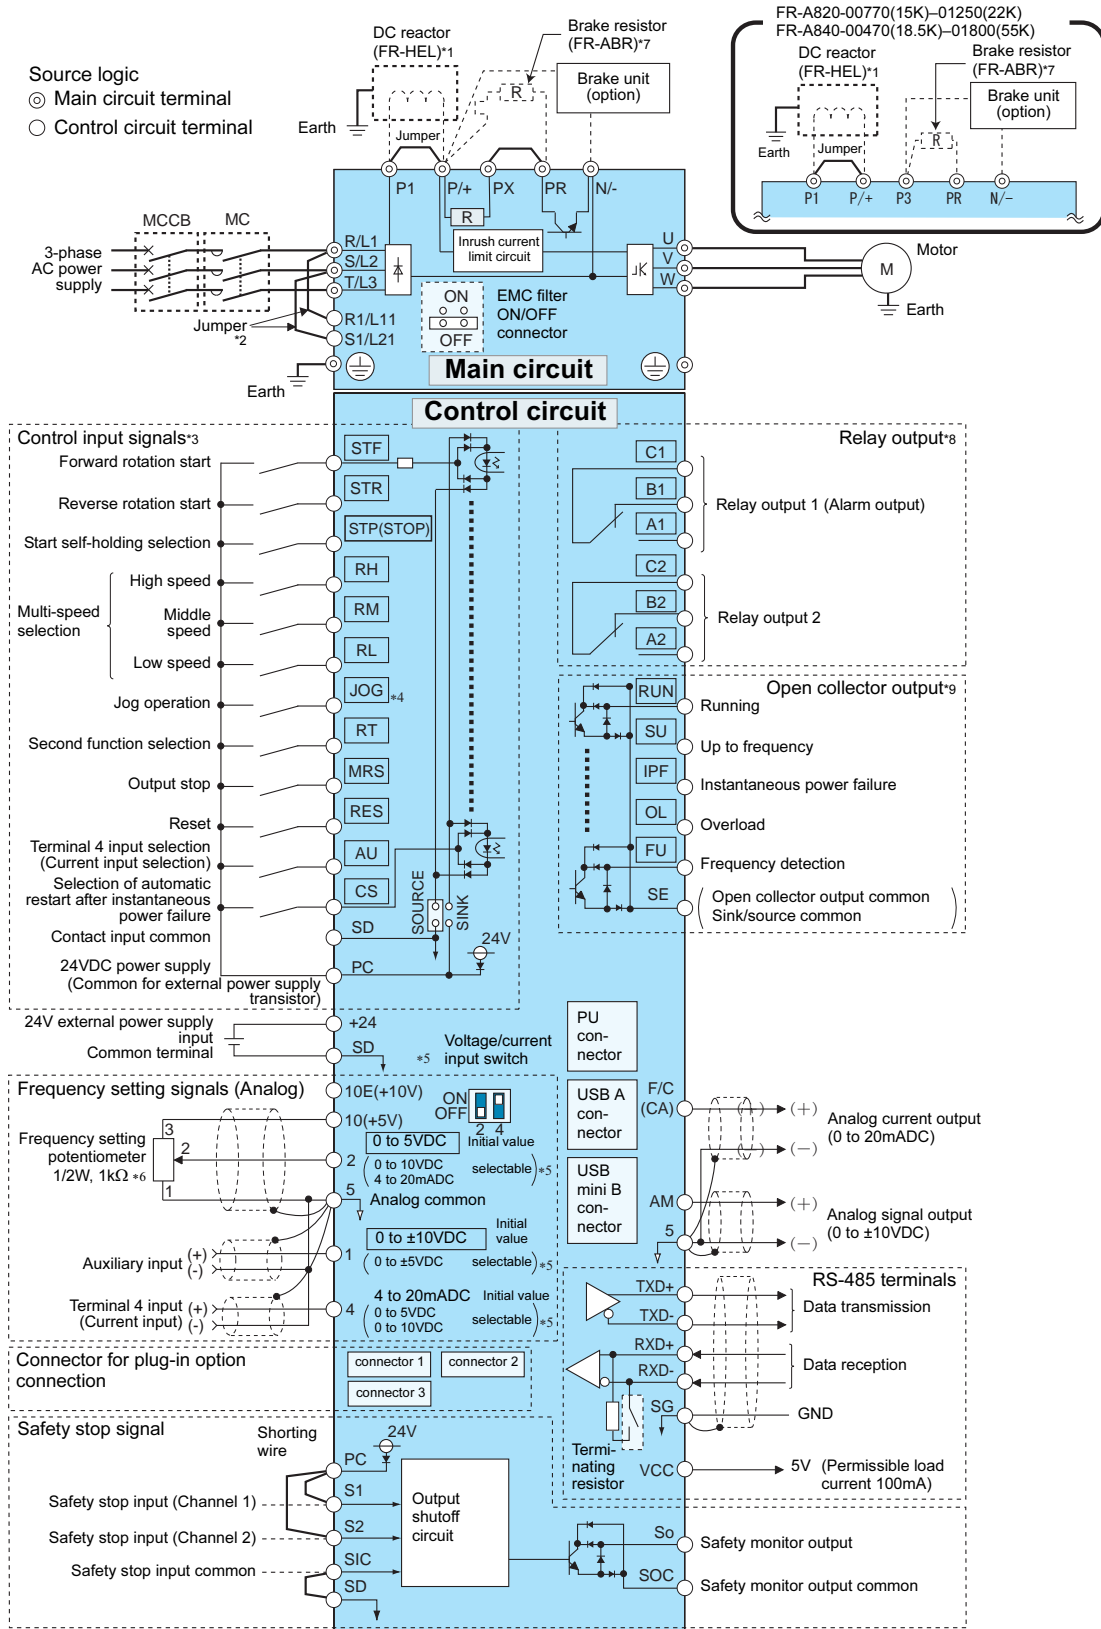 FR-A820-00770(15K)–01250(22K)
FR-A840-00470(18.5K)–01800(55K)
DC reactor
(FR-HEL)*1
Brake resistor
(FR-ABR)*7
R
Brake unit
(option)
Earth
Jumper
P1
P/+
P3
PR
N/−
Source logic
Main circuit terminal
Control circuit terminal
DC reactor
(FR-HEL)*1
Brake resistor
(FR-ABR)*7
R
Brake unit
(option)
Earth
Jumper
P1
P/+
PX
PR
N/-
R
Inrush current
limit circuit
MCCB
MC
3-phase
AC power
supply
R/L1
S/L2
T/L3
R1/L11
S1/L21
Jumper
*2
Earth
ON
OFF
EMC filter
ON/OFF
connector
U
V
W
Motor
M
Earth
Main circuit
Control circuit
Control input signals*3
Forward rotation start
STF
Reverse rotation start
STR
Start self-holding selection
STP(STOP)
Multi-speed
selection
High speed
RH
Middle
speed
RM
Low speed
RL
Jog operation
JOG *4
Second function selection
RT
Output stop
MRS
Reset
RES
Terminal 4 input selection
(Current input selection)
AU
Selection of automatic
restart after instantaneous
power failure
CS
Contact input common
SD
24VDC power supply
(Common for external power supply
transistor)
PC
SOURCE
SINK
24V
Relay output*8
C1
B1
A1
Relay output 1 (Alarm output)
C2
B2
A2
Relay output 2
Open collector output*9
RUN
Running
SU
Up to frequency
IPF
Instantaneous power failure
OL
Overload
FU
Frequency detection
SE
Open collector output common
Sink/source common
24V external power supply
input
Common terminal
+24
SD
*5
Voltage/current
input switch
Frequency setting signals (Analog)
10E(+10V)
ON
OFF
2 4
10(+5V)
Frequency setting
potentiometer
1/2W, 1kΩ *6
3
2
1
2
0 to 5VDC
Initial value
(0 to 10VDC
4 to 20mADC
selectable) *5
5
Analog common
Auxiliary input
(+)
(-)
1
0 to ±10VDC
Initial
value
(0 to ±5VDC
selectable) *5
Terminal 4 input
(Current input)
(+)
(-)
4
4 to 20mADC
Initial value
(0 to 5VDC
0 to 10VDC
selectable) *5
PU
con-
nector
USB A
con-
nector
USB
mini B
con-
nector
F/C
(CA)
(+)
(−)
Analog current output
(0 to 20mADC)
AM
5
(+)
(−)
Analog signal output
(0 to ±10VDC)
RS-485 terminals
TXD+
TXD-
Data transmission
RXD+
RXD-
Data reception
SG
GND
Termi-
nating
resistor
VCC
5V (Permissible load
current 100mA)
Connector for plug-in option
connection
connector 1
connector 2
connector 3
Safety stop signal
Shorting
wire
24V
PC
Safety stop input (Channel 1)
S1
Safety stop input (Channel 2)
S2
Safety stop input common
SIC
SD
Output
shutoff
circuit
So
Safety monitor output
SOC
Safety monitor output common